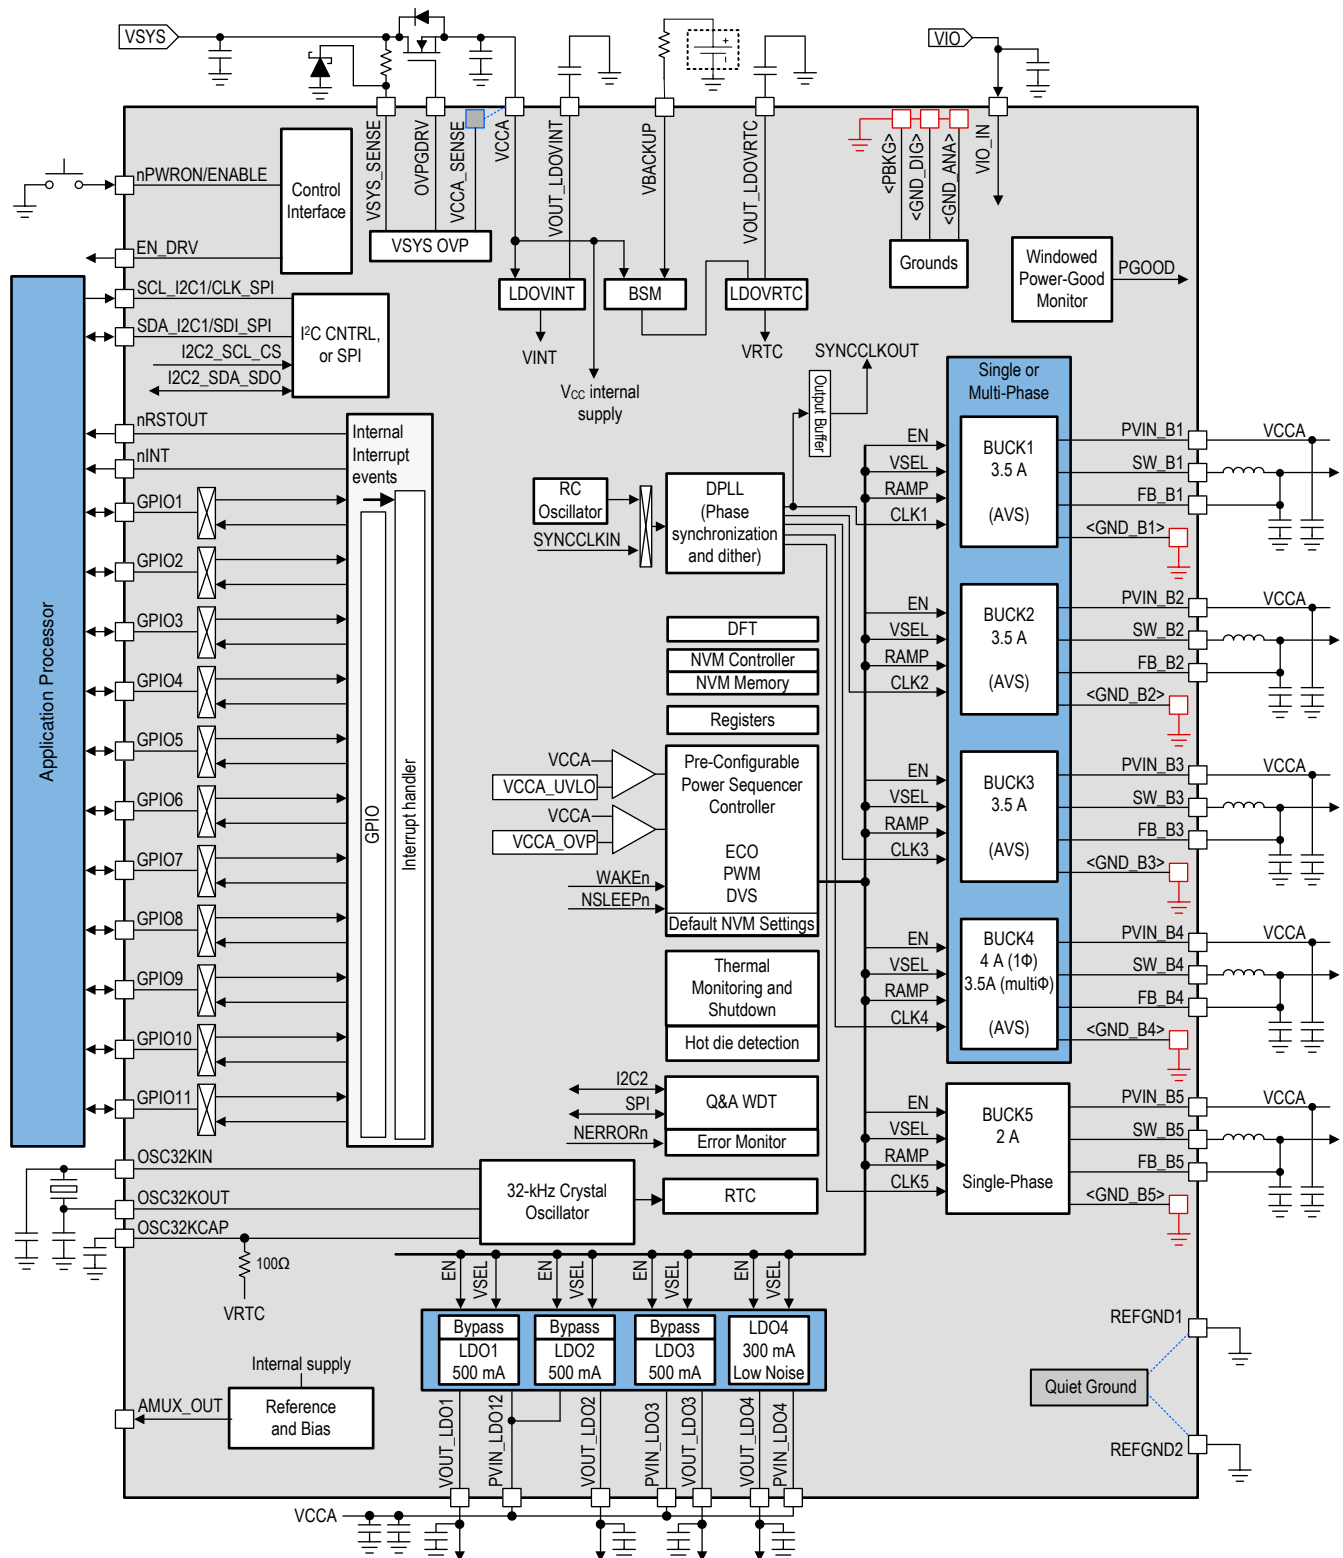 VSYS
VIO
VSYS_SENSE
OVPGDRV
VCCA_SENSE
VCCA
VOUT_LDOVINT
VBACKUP
VOUT_LDOVRTC
<PBKG>
<GND_DIG>
<GND_ANA>
VIO_IN
nPWRON/ENABLE
Control
Interface
EN_DRV
VSYS OVP
Grounds
Windowed
Power-Good
Monitor
PGOOD
LDOVINT
BSM
LDOVRTC
VINT
VRTC
VCC internal
supply
SCL_I2C1/CLK_SPI
SDA_I2C1/SDI_SPI
I2C2_SCL_CS
I2C2_SDA_SDO
I²C CNTRL,
or SPI
SYNCCLKOUT
Output Buffer
Application Processor
nRSTOUT
nINT
GPIO1
GPIO2
GPIO3
GPIO4
GPIO5
GPIO6
GPIO7
GPIO8
GPIO9
GPIO10
GPIO11
Internal
Interrupt
events
GPIO
Interrupt handler
RC
Oscillator
SYNCCLKIN
DPLL
(Phase
synchronization
and dither)
DFT
NVM Controller
NVM Memory
Registers
VCCA
VCCA_UVLO
VCCA
VCCA_OVP
WAKEn
NSLEEPn
Pre-Configurable
Power Sequencer
Controller
ECO
PWM
DVS
Default NVM Settings
Thermal
Monitoring and
Shutdown
Hot die detection
I2C2
SPI
NERRORn
Q&A WDT
Error Monitor
Single or
Multi-Phase
EN
VSEL
RAMP
CLK1
BUCK1
3.5 A
(AVS)
PVIN_B1
SW_B1
FB_B1
<GND_B1>
VCCA
EN
VSEL
RAMP
CLK2
BUCK2
3.5 A
(AVS)
PVIN_B2
SW_B2
FB_B2
<GND_B2>
VCCA
EN
VSEL
RAMP
CLK3
BUCK3
3.5 A
(AVS)
PVIN_B3
SW_B3
FB_B3
<GND_B3>
VCCA
EN
VSEL
RAMP
CLK4
BUCK4
4 A (1Φ)
3.5A (multiΦ)
(AVS)
PVIN_B4
SW_B4
FB_B4
<GND_B4>
VCCA
EN
VSEL
RAMP
CLK5
BUCK5
2 A
Single-Phase
PVIN_B5
SW_B5
FB_B5
<GND_B5>
VCCA
OSC32KIN
OSC32KOUT
OSC32KCAP
100Ω
VRTC
32-kHz Crystal
Oscillator
RTC
EN
VSEL
EN
VSEL
EN
VSEL
EN
VSEL
Bypass
LDO1
500 mA
Bypass
LDO2
500 mA
Bypass
LDO3
500 mA
LDO4
300 mA
Low Noise
VOUT_LDO1
PVIN_LDO12
VOUT_LDO2
PVIN_LDO3
VOUT_LDO3
VOUT_LDO4
PVIN_LDO4
VCCA
Internal supply
AMUX_OUT
Reference
and Bias
REFGND1
Quiet Ground
REFGND2